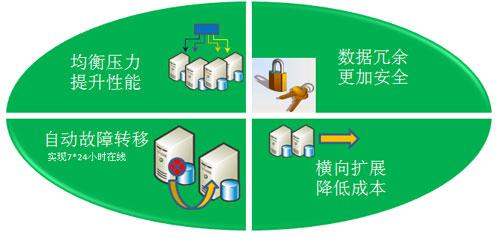 均衡压力
提升性能
数据冗余
更加安全
自动故障转移
实现7*24小时在线
横向扩展
降低成本